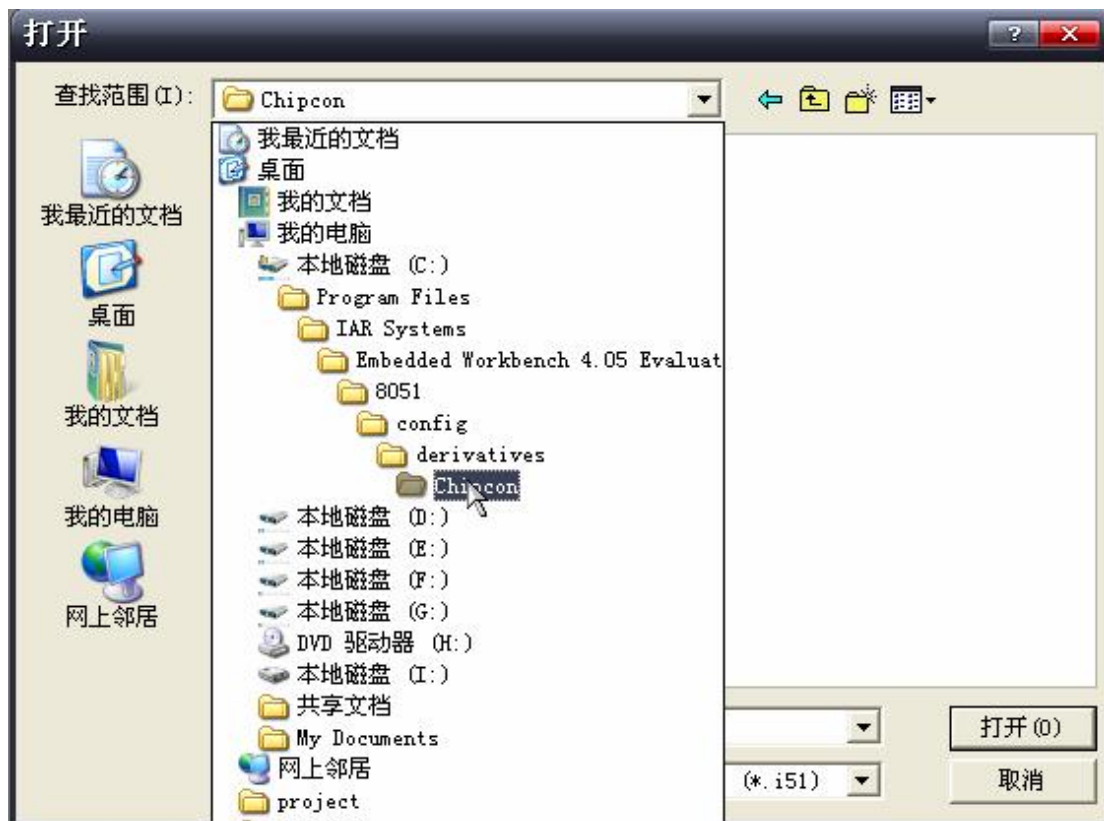 打开
查找范围(I):
Chipcon
我最近的文档
桌面
我的文档
我的电脑
本地磁盘 (C:)
Program Files
IAR Systems
Embedded Workbench 4.05 Evaluat
8051
config
derivatives
Chipcon
本地磁盘 (D:)
本地磁盘 (E:)
本地磁盘 (F:)
本地磁盘 (G:)
DVD 驱动器 (H:)
本地磁盘 (I:)
共享文档
My Documents
网上邻居
project
我最近的文档
桌面
我的文档
我的电脑
网上邻居
打开(O)
(*.i51)
取消